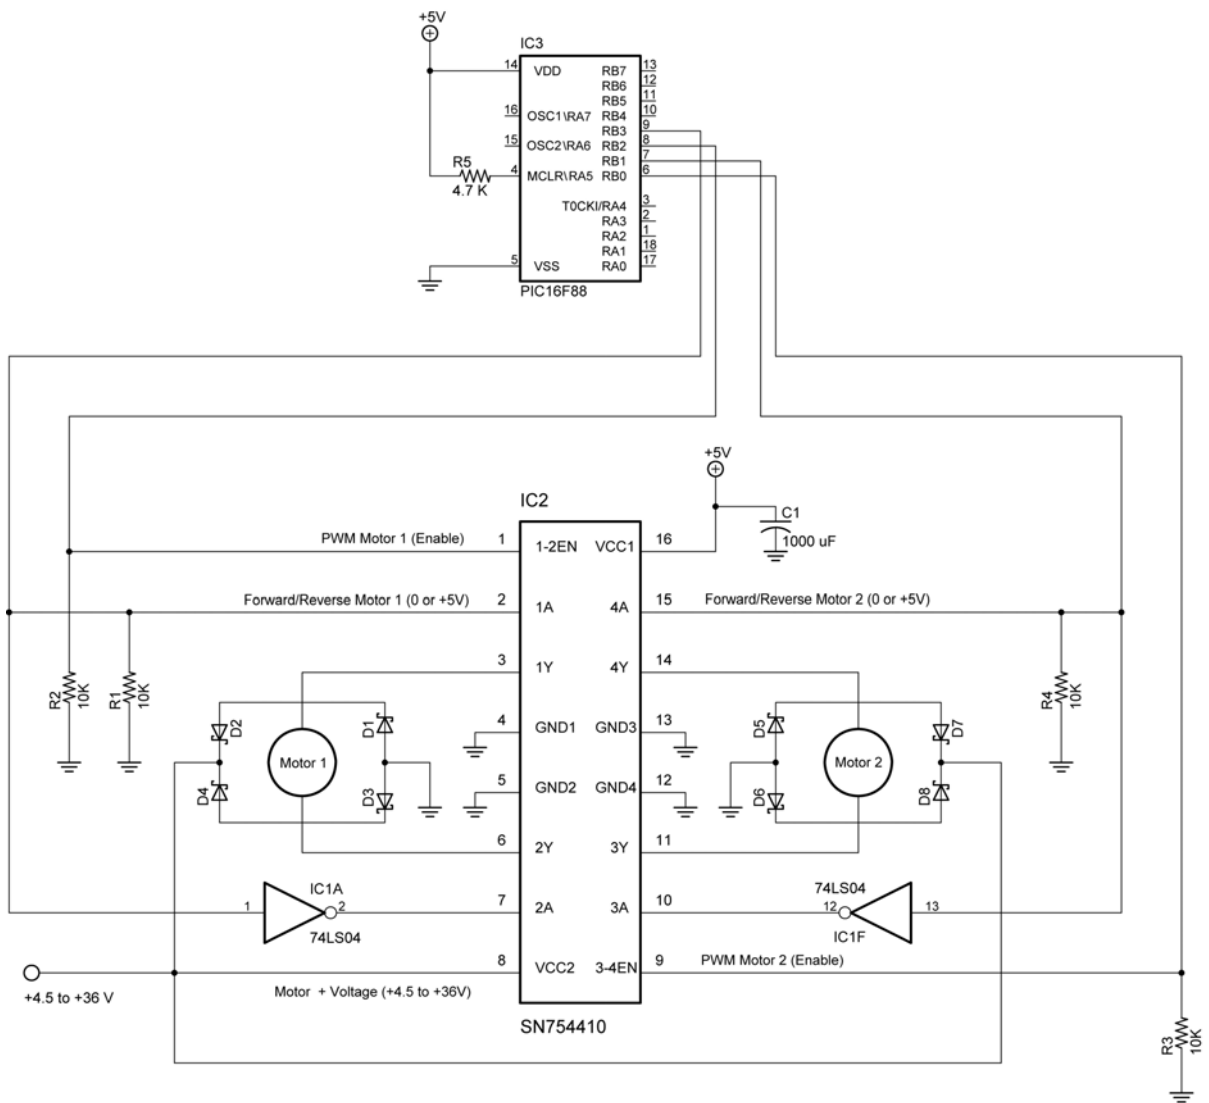 +5V
IC3
14 VDD RB7 13
RB6 12
RB5 11
16 OSC1\RA7 RB4 10
RB3 9
15 OSC2\RA6 RB2 8
RB1 7
R5
4.7 K
4 MCLR\RA5 RB0 6
T0CKI/RA4 3
RA3 2
RA2 1
RA1 18
5 VSS RA0 17
PIC16F88
+5V
IC2
C1
1000 uF
PWM Motor 1 (Enable) 1 1-2EN VCC1 16
Forward/Reverse Motor 1 (0 or +5V) 2 1A 4A 15 Forward/Reverse Motor 2 (0 or +5V)
3 1Y 4Y 14
R2
10K
R1
10K
R4
10K
D2
D1
4 GND1 GND3 13
D5
D7
Motor 1
Motor 2
D4
D3
5 GND2 GND4 12
D6
D8
6 2Y 3Y 11
IC1A
1 2
74LS04
7 2A 3A 10
74LS04
12 13
IC1F
8 VCC2 3-4EN 9
PWM Motor 2 (Enable)
+4.5 to +36 V
Motor + Voltage (+4.5 to +36V)
SN754410
R3
10K